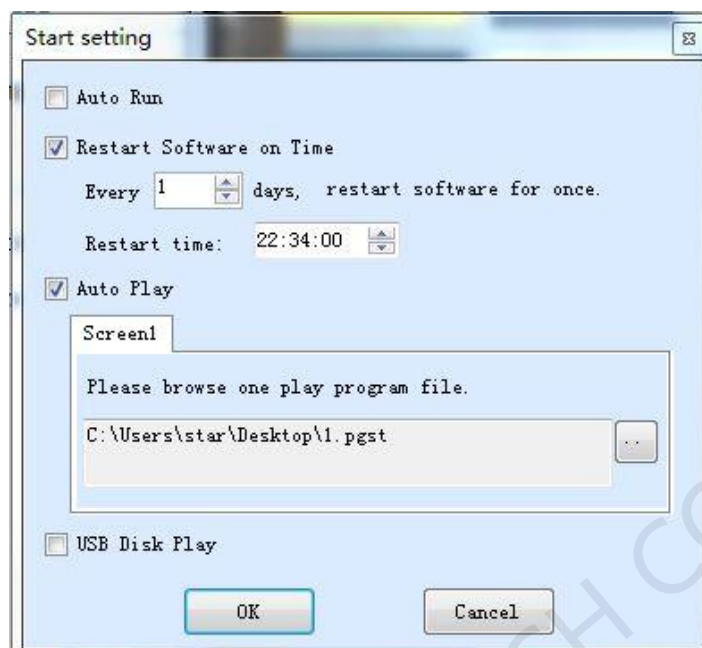 Start setting
Auto Run
Restart Software on Time
Every 1 days, restart software for once.
Restart time: 22:34:00
Auto Play
Screen1
Please browse one play program file.
C:\Users\star\Desktop\1.pgst
..
USB Disk Play
OK Cancel